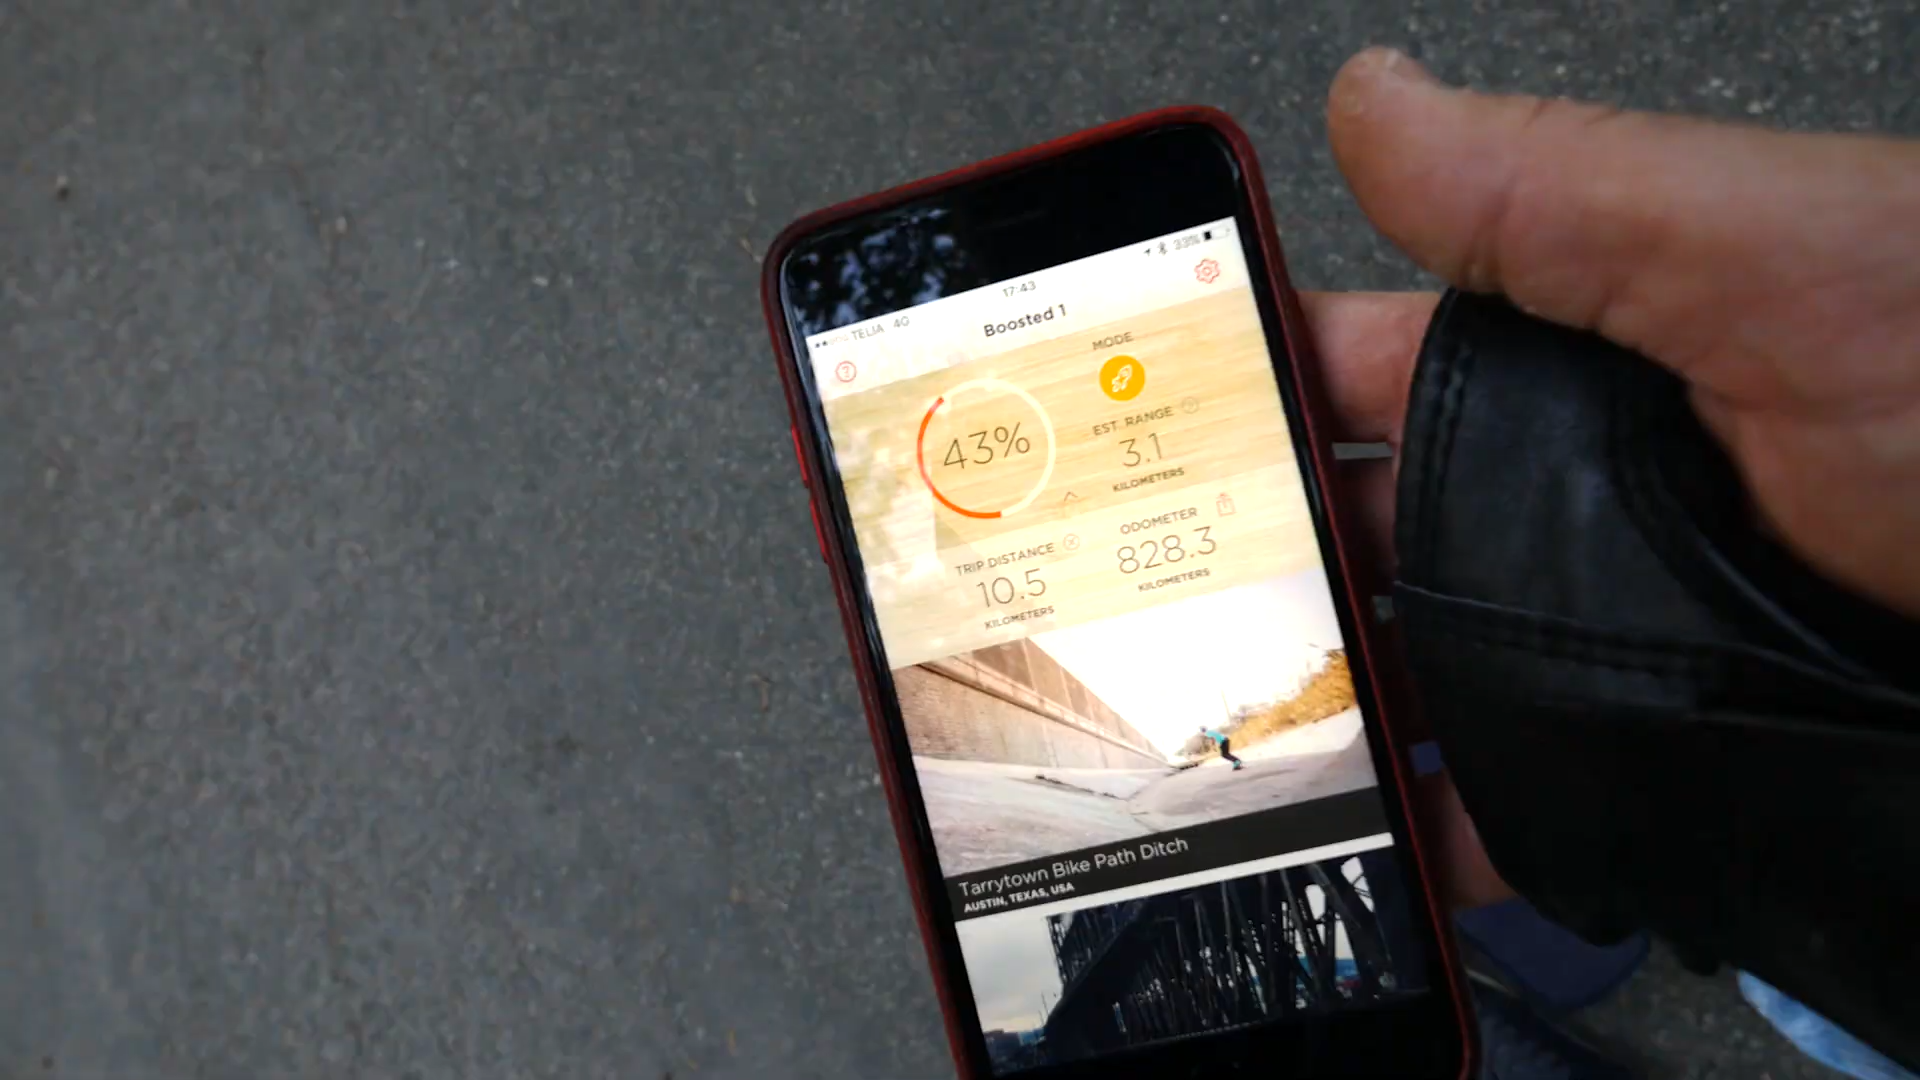 TELIA 4G
17:43
33%
Boosted 1
MODE
43%
EST. RANGE
3.1
KILOMETERS
TRIP DISTANCE
10.5
KILOMETERS
ODOMETER
828.3
KILOMETERS
Tarrytown Bike Path Ditch
AUSTIN, TEXAS, USA